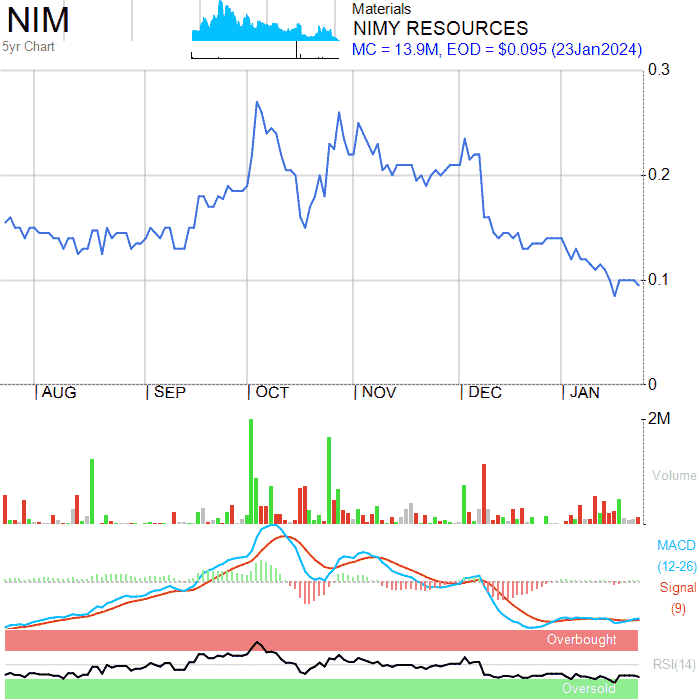 NIM
5yr Chart
Materials
NIMY RESOURCES
MC = 13.9M, EOD = $0.095 (23Jan2024)
0.3
0.2
0.1
0
AUG SEP OCT NOV DEC JAN
2M
Volume
MACD
(12-26)
Signal
(9)
Overbought
RSI(14)
Oversold